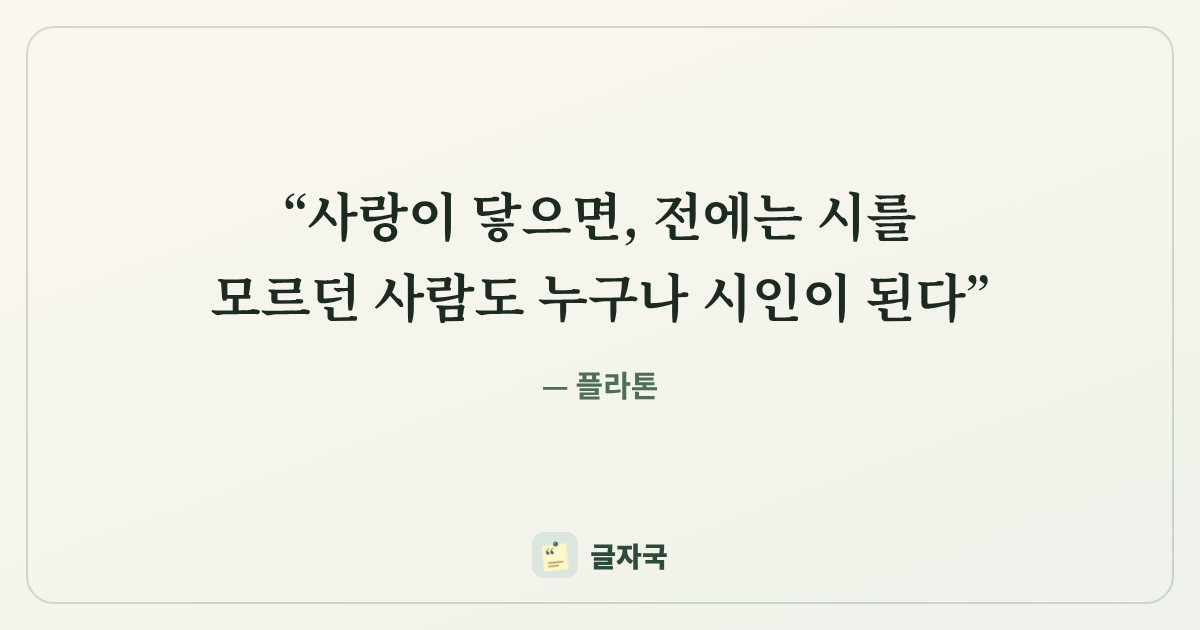 “사랑이 닿으면, 전에는 시를
모르던 사람도 누구나 시인이 된다”
— 플라톤
글자국